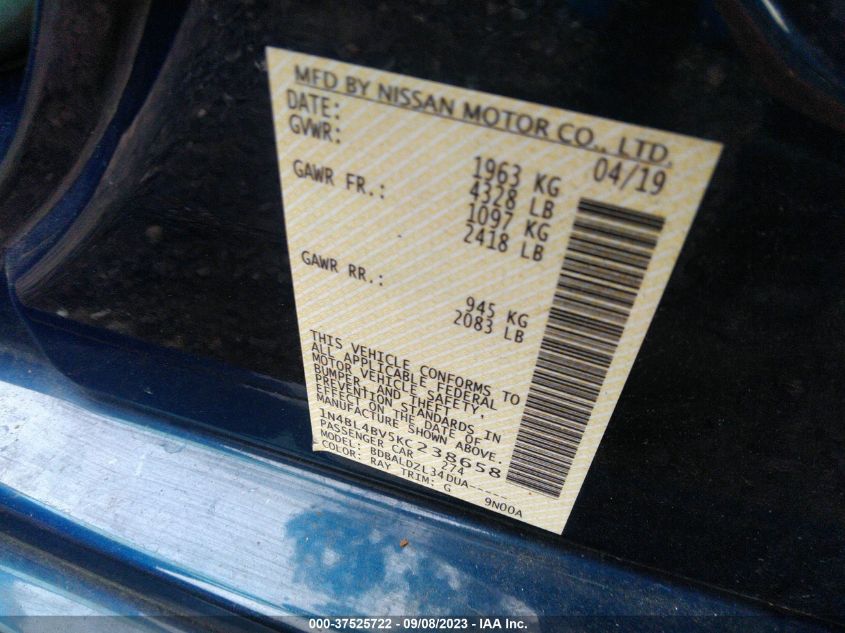 MFD BY NISSAN MOTOR CO., LTD.
DATE: 04/19
GVWR: 1963 KG
4328 LB
GAWR FR.: 1097 KG
2418 LB
GAWR RR.: 945 KG
2083 LB
THIS VEHICLE CONFORMS TO
ALL APPLICABLE FEDERAL
MOTOR VEHICLE SAFETY,
BUMPER, AND THEFT
PREVENTION STANDARDS IN
EFFECT ON THE DATE OF
MANUFACTURE SHOWN ABOVE.
1N4BL4BV5KC238658
PASSENGER CAR 274
MODEL: BDBALDZL34DUA-----
COLOR: RAY TRIM: G 9N00A
000-37525722 - 09/08/2023 - IAA Inc.